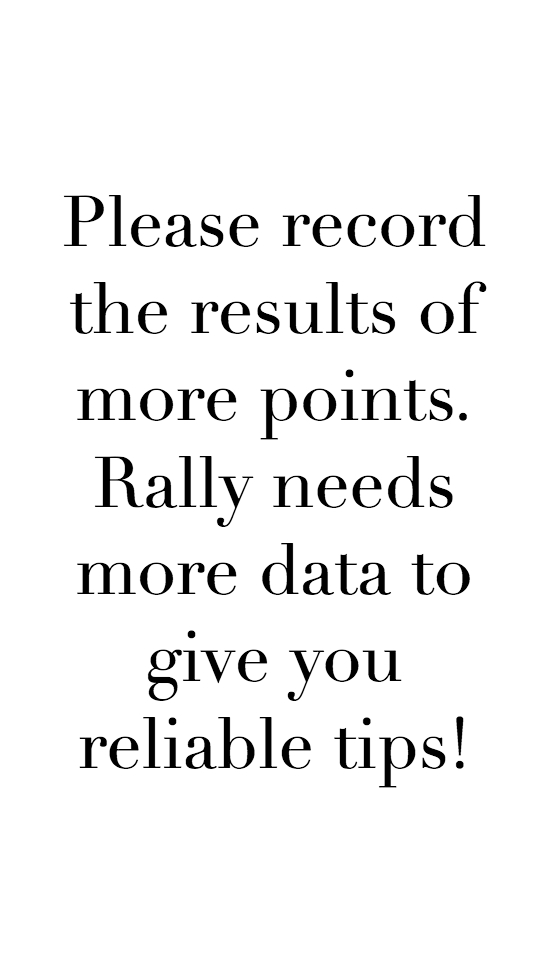 Please record
the results of
more points.
Rally needs
more data to
give you
reliable tips!